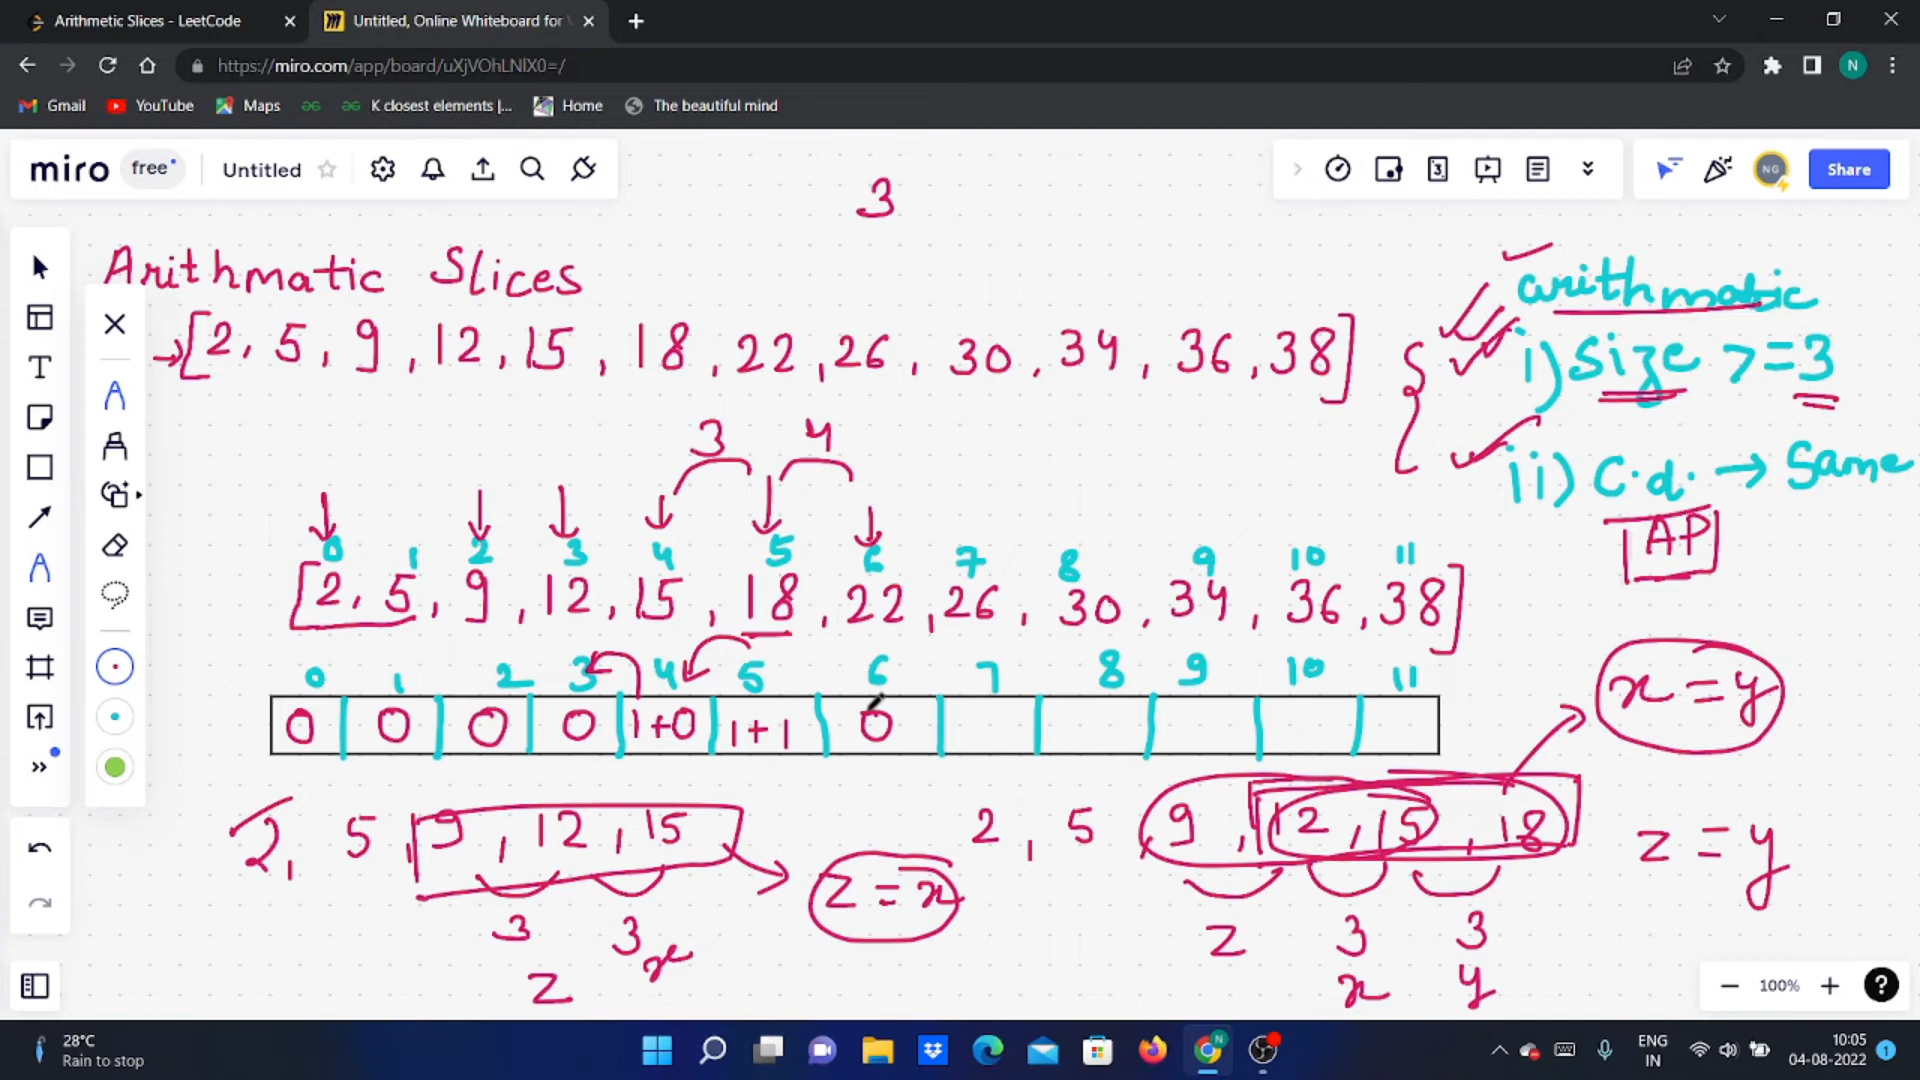 Arithmetic Slices - LeetCode
Untitled, Online Whiteboard for
https://miro.com/app/board/uXjVOhLNlX0=/
N
Gmail
YouTube
Maps
K closest elements |...
Home
The beautiful mind
miro
free
Untitled
3
NG
Share
3
Arithmatic Slices
[2, 5, 9, 12, 15, 18, 22, 26, 30, 34, 36, 38]
arithmatic
i) Size >= 3
ii) C.d. → Same
AP
3 4
0 1 2 3 4 5 6 7 8 9 10 11
[2, 5, 9, 12, 15, 18, 22, 26, 30, 34, 36, 38]
0 1 2 3 4 5 6 7 8 9 10 11
0 0 0 0 1+0 1+1 0
x = y
2, 5, 9, 12, 15
z = x
2, 5, 9, 12, 15, 18
z = y
3 3
z x
z 3 3
x y
100%
28°C
Rain to stop
ENG
IN
10:05
04-08-2022
1